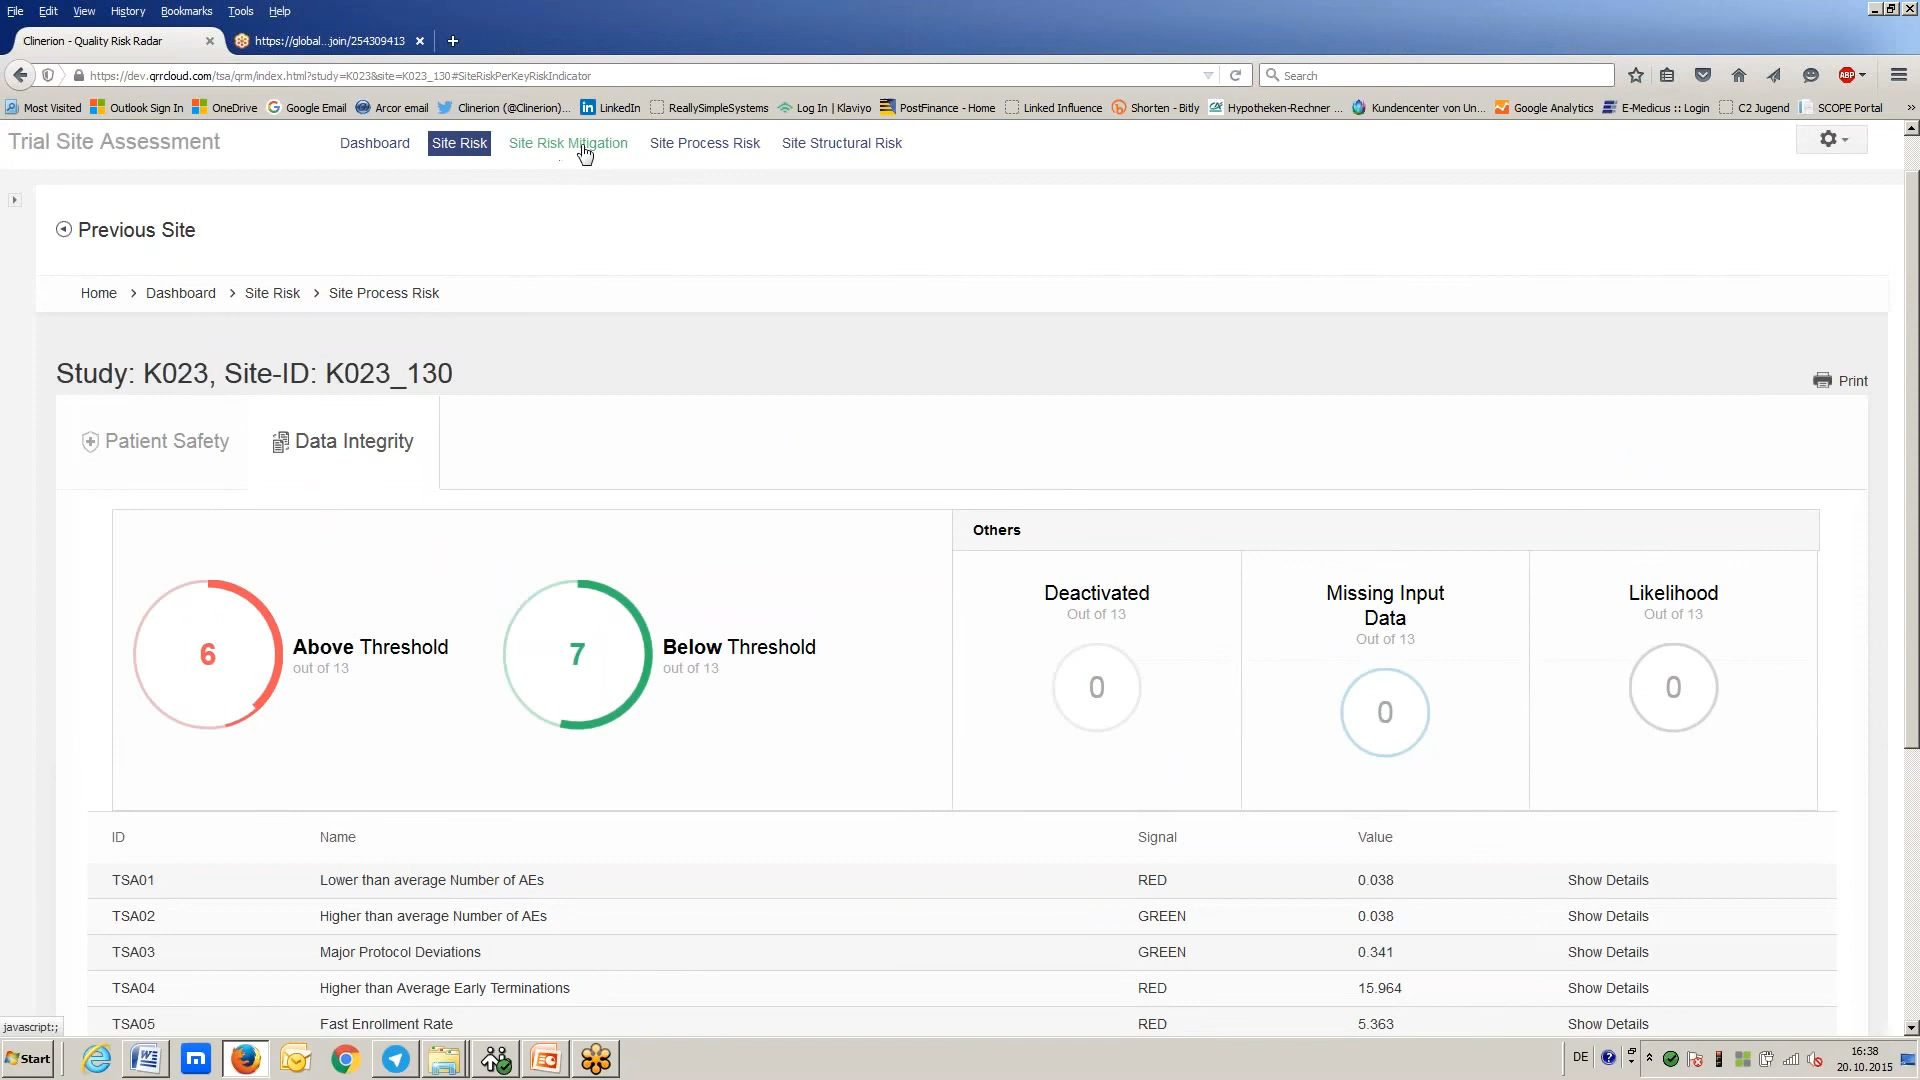 File Edit View History Bookmarks Tools Help
Clinerion - Quality Risk Radar × https://global...join/254309413 × +
https://dev.qrrcloud.com/tsa/qrm/index.html?study=K023&site=K023_130#SiteRiskPerKeyRiskIndicator Search ABP
Most Visited Outlook Sign In OneDrive Google Email Arcor email Clinerion (@Clinerion)... LinkedIn ReallySimpleSystems Log In | Klaviyo PostFinance - Home Linked Influence Shorten - Bitly Hypotheken-Rechner ... Kundencenter von Un... Google Analytics E-Medicus :: Login C2 Jugend SCOPE Portal »
Trial Site Assessment Dashboard Site Risk Site Risk Mitigation Site Process Risk Site Structural Risk
Previous Site
Home > Dashboard > Site Risk > Site Process Risk
Study: K023, Site-ID: K023_130
Print
Patient Safety Data Integrity
Others
6 Above Threshold
out of 13
7 Below Threshold
out of 13
Deactivated
Out of 13
0
Missing Input
Data
Out of 13
0
Likelihood
Out of 13
0
ID Name Signal Value
TSA01 Lower than average Number of AEs RED 0.038 Show Details
TSA02 Higher than average Number of AEs GREEN 0.038 Show Details
TSA03 Major Protocol Deviations GREEN 0.341 Show Details
TSA04 Higher than Average Early Terminations RED 15.964 Show Details
TSA05 Fast Enrollment Rate RED 5.363 Show Details
javascript:;
Start DE 16:38
20.10.2015